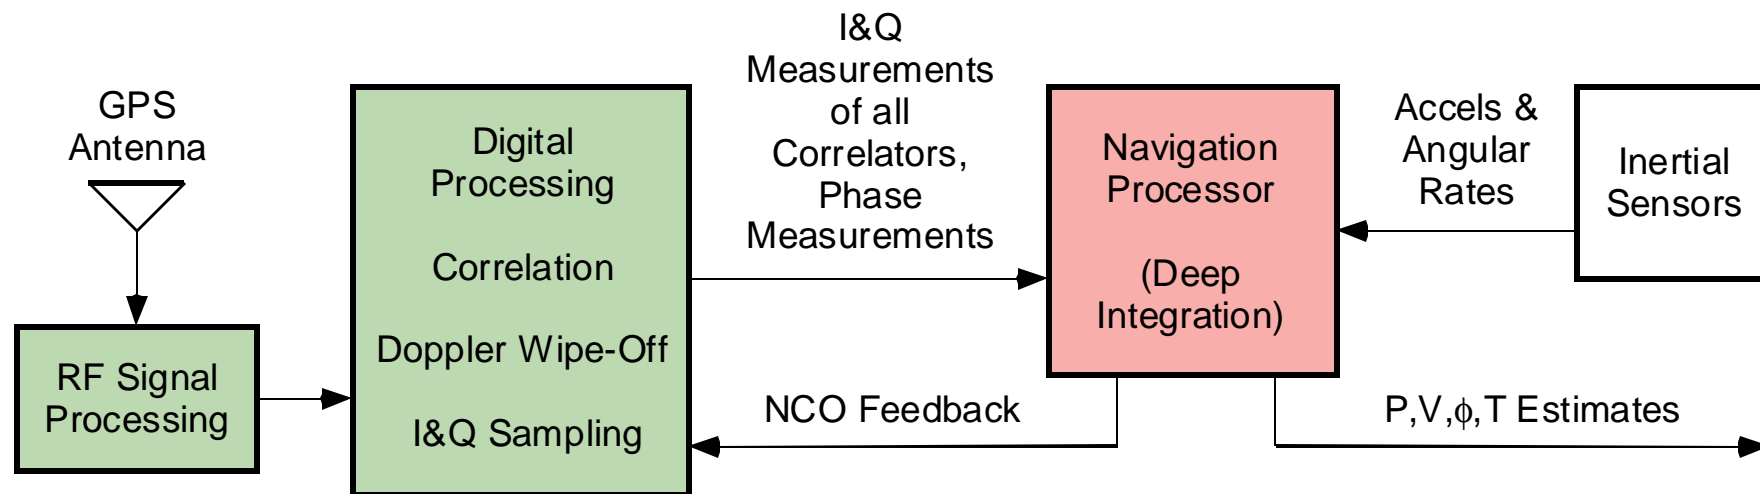 GPS
Antenna
RF Signal
Processing
Digital
Processing
Correlation
Doppler Wipe-Off
I&Q Sampling
I&Q
Measurements
of all
Correlators,
Phase
Measurements
NCO Feedback
Navigation
Processor
(Deep
Integration)
Accels &
Angular
Rates
Inertial
Sensors
P,V,ϕ,T Estimates